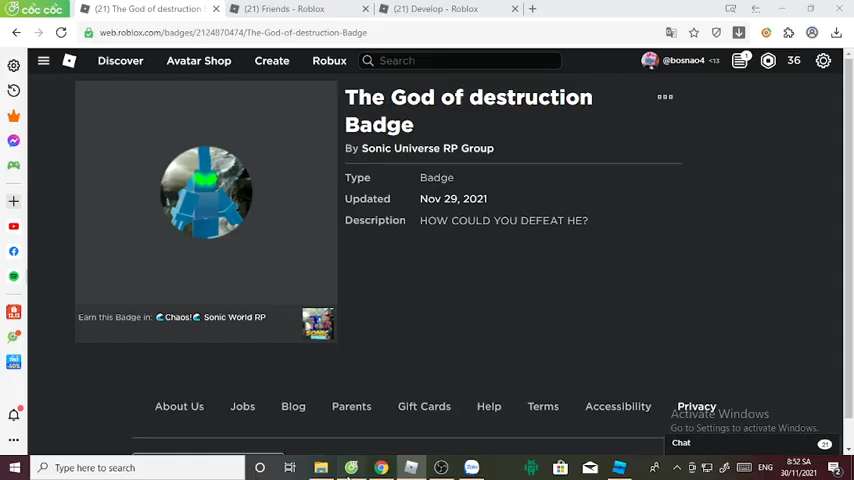 cốc cốc
(21) The God of destruction
(21) Friends - Roblox
(21) Develop - Roblox
web.roblox.com/badges/2124870474/The-God-of-destruction-Badge
Discover
Avatar Shop
Create
Robux
Search
@bosnao4 <13
1
36
The God of destruction
Badge
By Sonic Universe RP Group
Type
Badge
Updated
Nov 29, 2021
Description
HOW COULD YOU DEFEAT HE?
Earn this Badge in: 🌊Chaos!🌊 Sonic World RP
About Us
Jobs
Blog
Parents
Gift Cards
Help
Terms
Accessibility
Privacy
Activate Windows
Go to Settings to activate Windows.
Chat
21
Type here to search
ENG
8:52 SA
30/11/2021
2